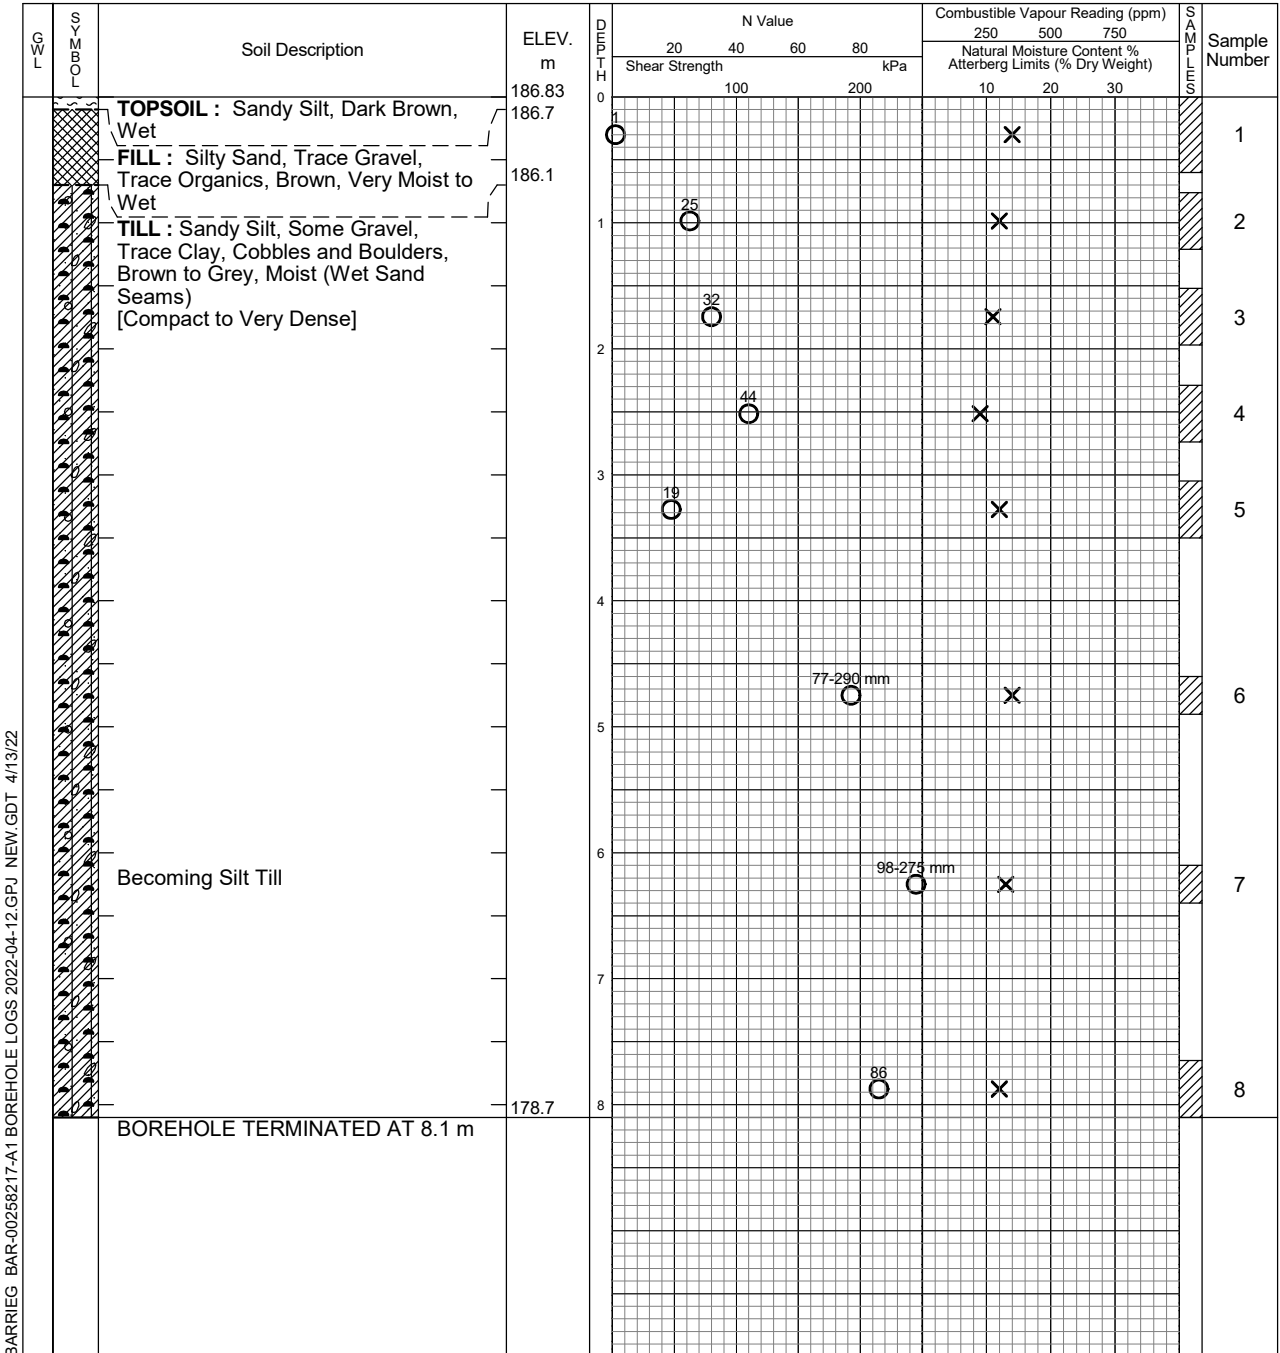 GWL
SYMBOL
Soil Description
ELEV.
m
186.83
DEPTH
N Value
20 40 60 80
Shear Strength kPa
100 200
Combustible Vapour Reading (ppm)
250 500 750
Natural Moisture Content %
Atterberg Limits (% Dry Weight)
10 20 30
SAMPLES
Sample
Number
0
TOPSOIL : Sandy Silt, Dark Brown,
Wet
186.7
FILL : Silty Sand, Trace Gravel,
Trace Organics, Brown, Very Moist to
Wet
186.1
TILL : Sandy Silt, Some Gravel,
Trace Clay, Cobbles and Boulders,
Brown to Grey, Moist (Wet Sand
Seams)
[Compact to Very Dense]
1
1
25
1
2
32
3
2
44
4
3
19
5
4
77-290 mm
6
5
6
Becoming Silt Till
98-275 mm
7
7
86
8
178.7
8
BOREHOLE TERMINATED AT 8.1 m
BARRIEG BAR-00258217-A1 BOREHOLE LOGS 2022-04-12.GPJ NEW.GDT 4/13/22